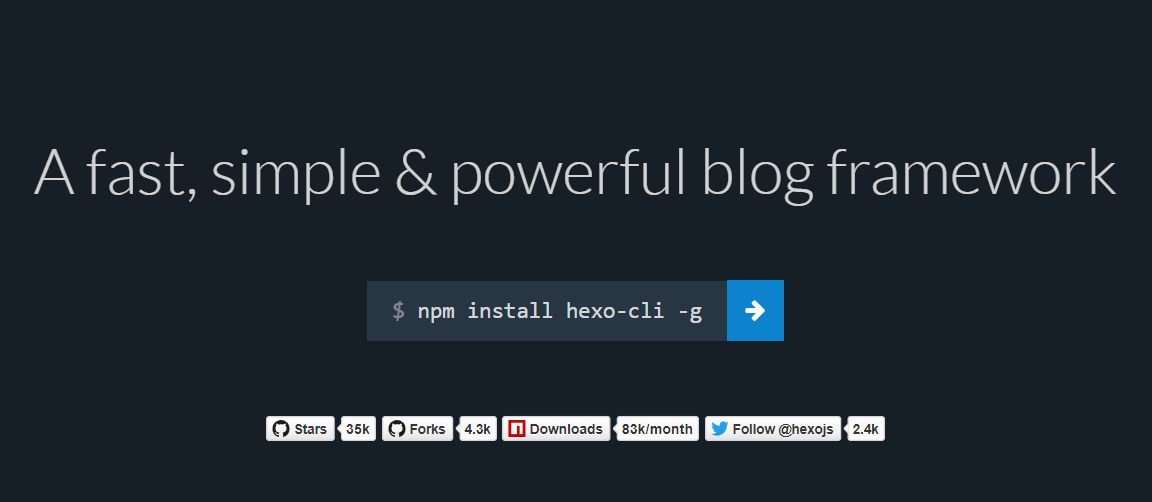 A fast, simple & powerful blog framework
$ npm install hexo-cli -g
Stars 35k Forks 4.3k Downloads 83k/month Follow @hexojs 2.4k